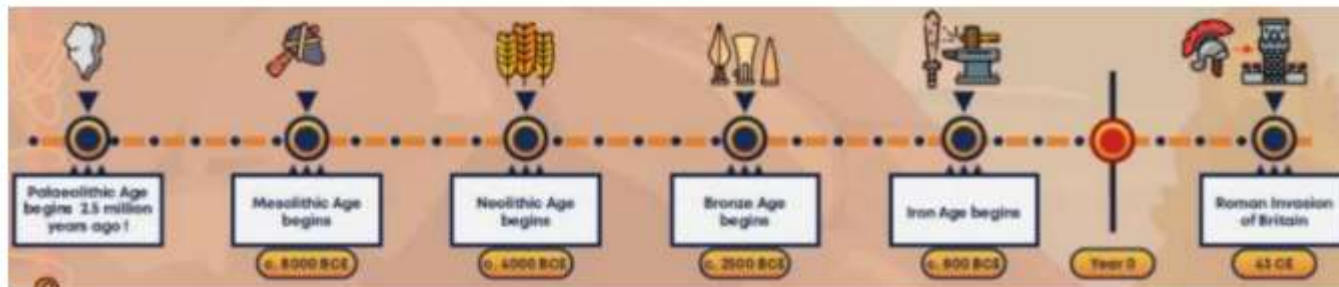 Palaeolithic Age
begins 2.5 million
years ago !
Mesolithic Age
begins
c. 8000 BCE
Neolithic Age
begins
c. 4000 BCE
Bronze Age
begins
c. 2500 BCE
Iron Age begins
c. 800 BCE
Year 0
Roman Invasion
of Britain
43 CE